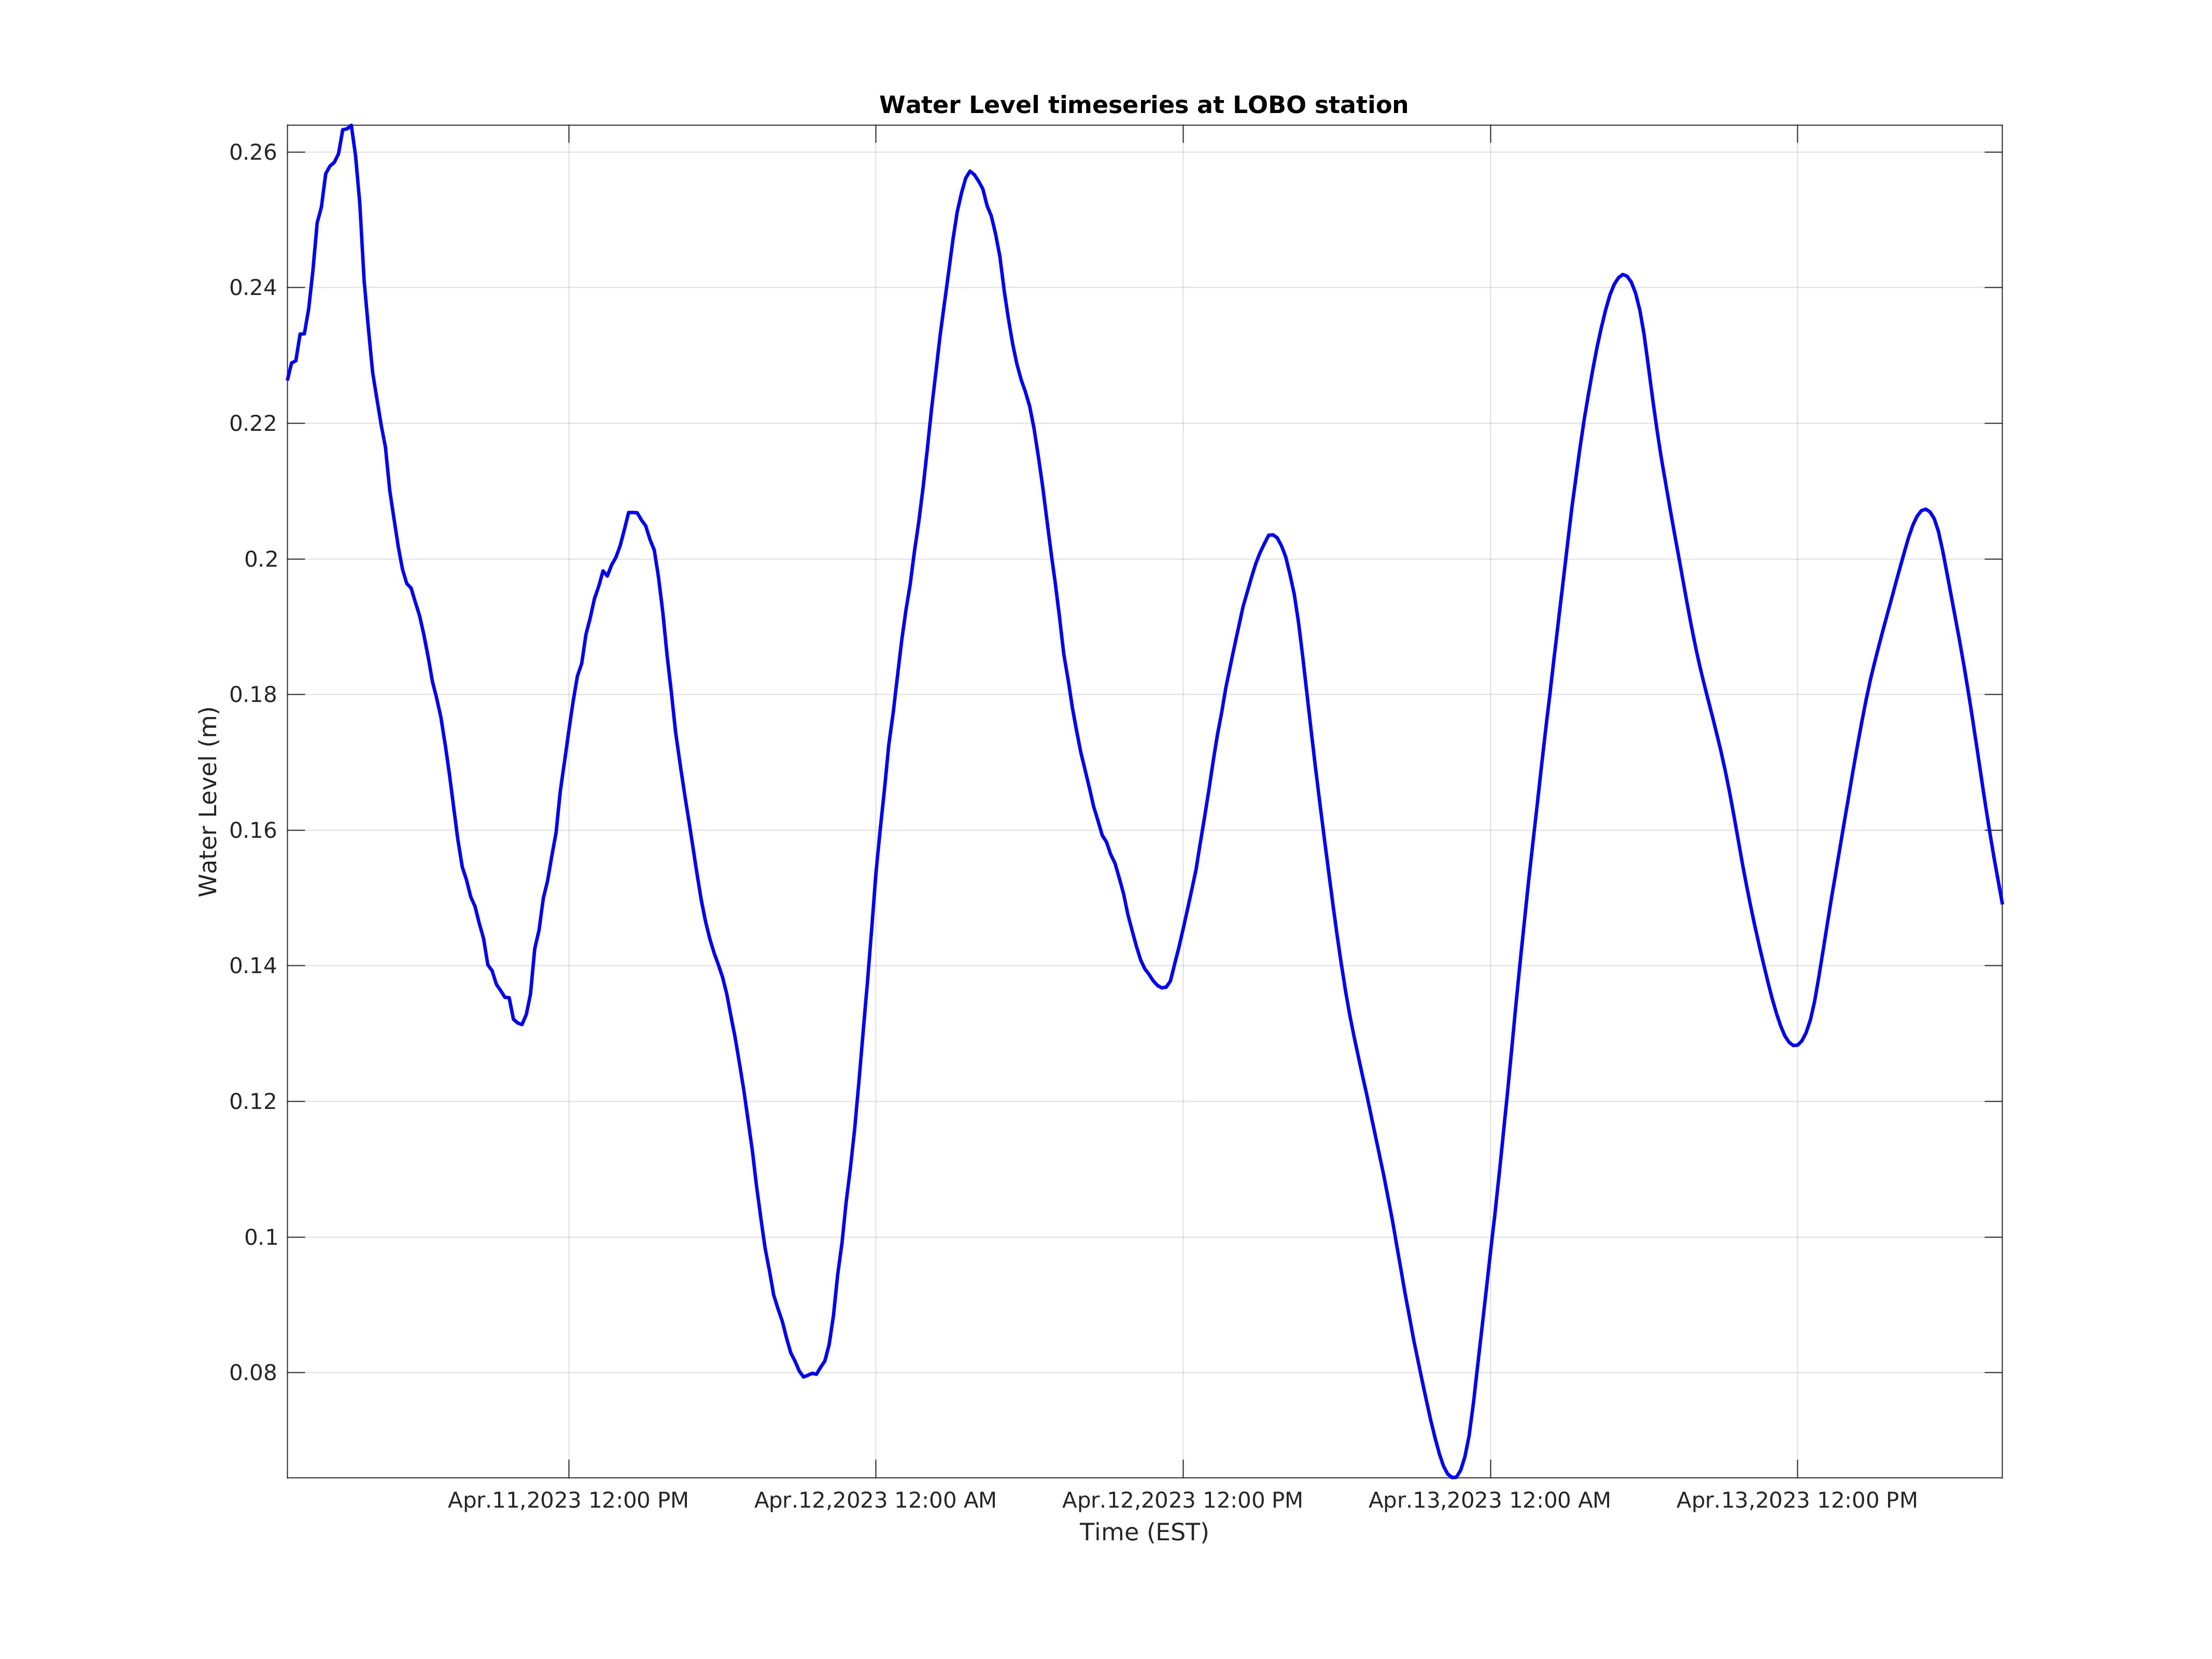 Water Level timeseries at LOBO station
0.26
0.24
0.22
0.2
0.18
0.16
0.14
0.12
0.1
0.08
Water Level (m)
Apr.11,2023 12:00 PM
Apr.12,2023 12:00 AM
Apr.12,2023 12:00 PM
Apr.13,2023 12:00 AM
Apr.13,2023 12:00 PM
Time (EST)